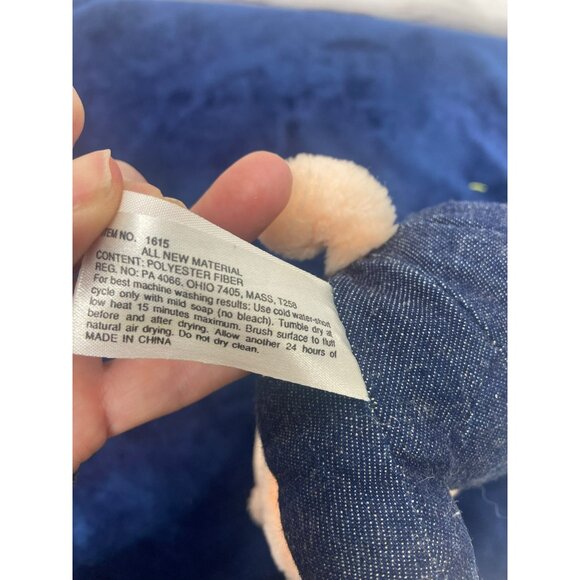 ITEM NO. 1615
ALL NEW MATERIAL
CONTENT: POLYESTER FIBER
REG. NO: PA 4066, OHIO 7405, MASS, T258
For best machine washing results: Use cold water-short
cycle only with mild soap (no bleach). Tumble dry at
low heat 15 minutes maximum. Brush surface to fluff
before and after drying. Allow another 24 hours of
natural air drying. Do not dry clean.
MADE IN CHINA